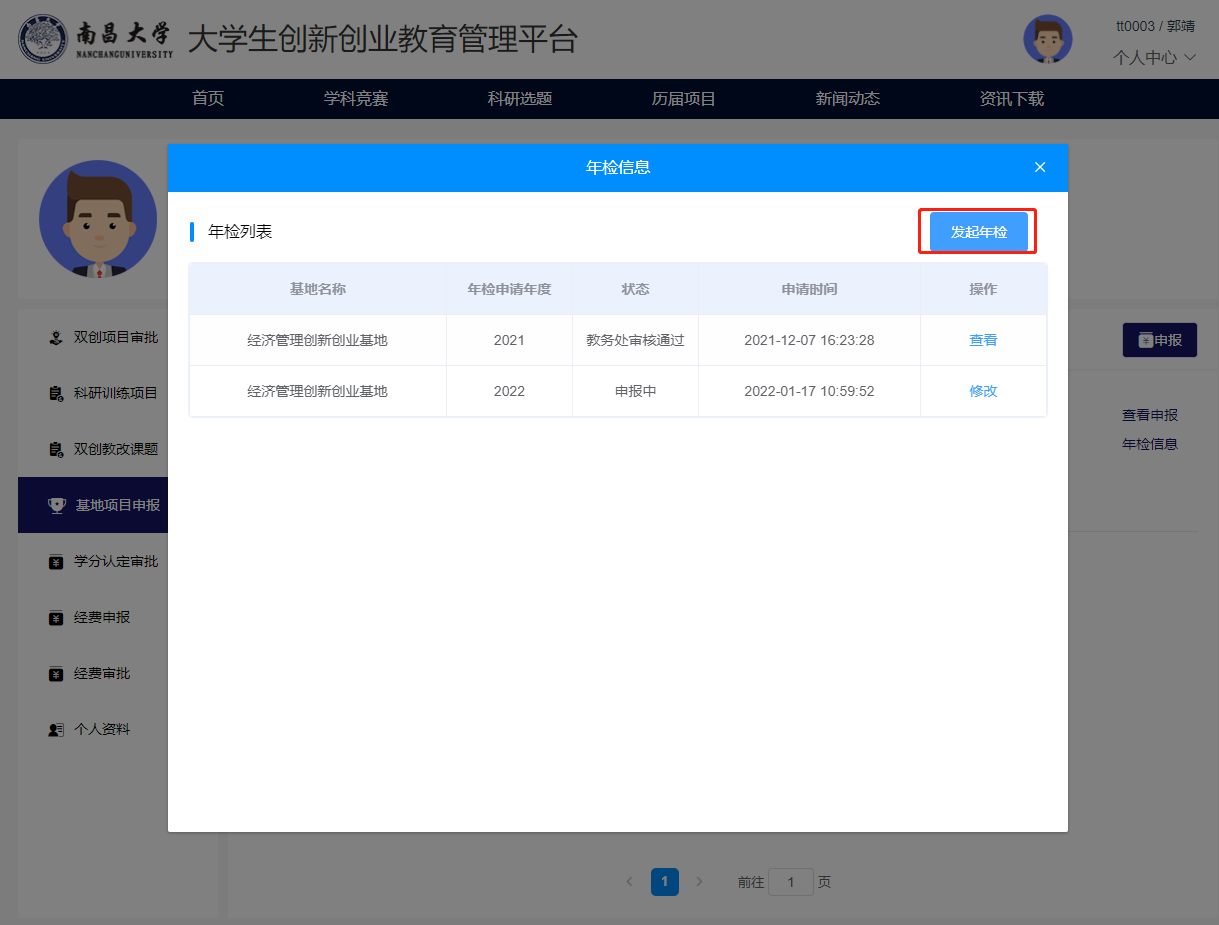 南昌大学
NANCHANGUNIVERSITY
大学生创新创业教育管理平台
tt0003 / 郭靖
个人中心
首页 学科竞赛 科研选题 历届项目 新闻动态 资讯下载
年检信息
年检列表
发起年检
基地名称 年检申请年度 状态 申请时间 操作
经济管理创新创业基地 2021 教务处审核通过 2021-12-07 16:23:28 查看
经济管理创新创业基地 2022 申报中 2022-01-17 10:59:52 修改
双创项目审批
科研训练项目
双创教改课题
基地项目申报
学分认定审批
经费申报
经费审批
个人资料
申报
查看申报
年检信息
1 前往 1 页